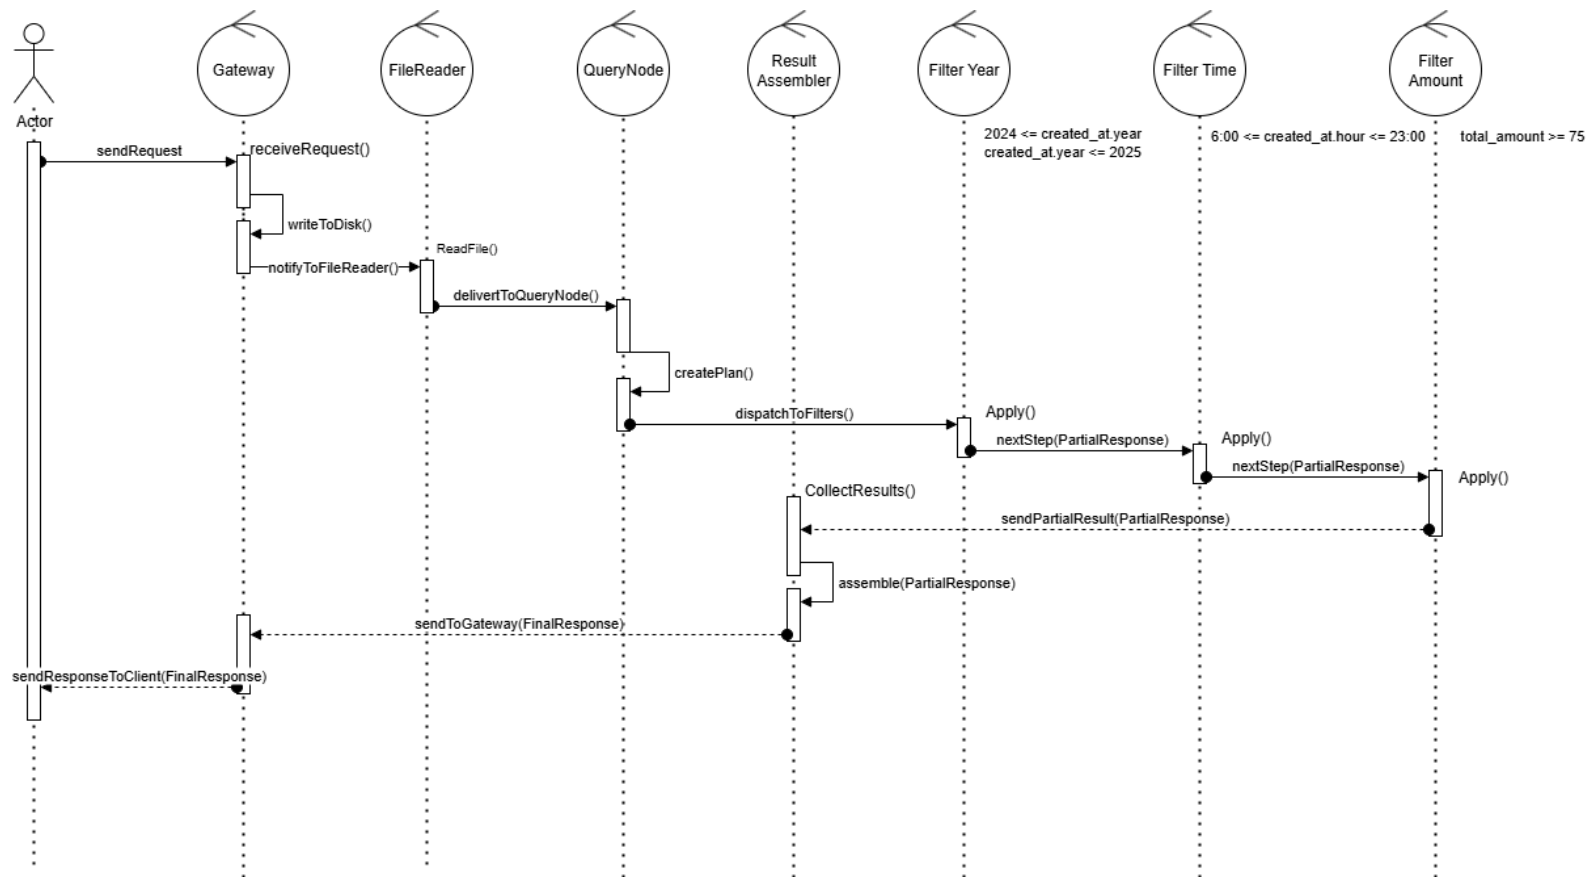 Actor
Gateway
FileReader
QueryNode
Result
Assembler
Filter Year
Filter Time
Filter
Amount
2024 <= created_at.year
created_at.year <= 2025
6:00 <= created_at.hour <= 23:00
total_amount >= 75
sendRequest
receiveRequest()
writeToDisk()
notifyToFileReader()
ReadFile()
delivertToQueryNode()
createPlan()
dispatchToFilters()
Apply()
nextStep(PartialResponse)
Apply()
nextStep(PartialResponse)
Apply()
CollectResults()
sendPartialResult(PartialResponse)
assemble(PartialResponse)
sendToGateway(FinalResponse)
sendResponseToClient(FinalResponse)